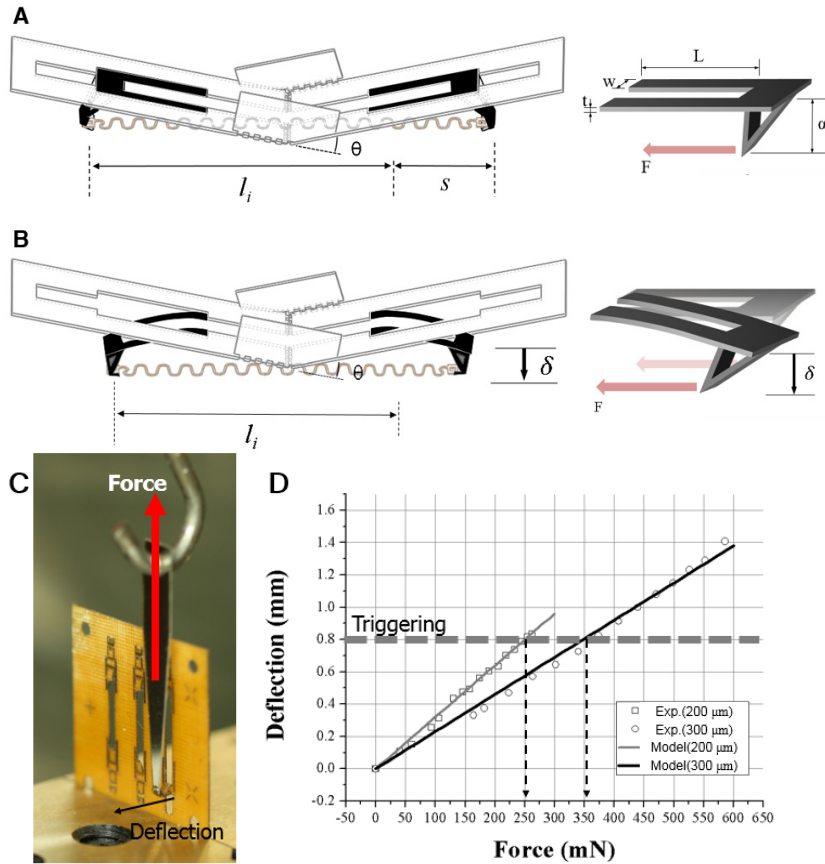 A
θ
l_i
s
L
w
t
α
F
B
θ
δ
l_i
δ
F
C
Force
Deflection
D
1.6
1.4
1.2
1.0
0.8
0.6
0.4
0.2
0.0
-0.2
Deflection (mm)
Triggering
Exp.(200 μm)
Exp.(300 μm)
Model(200 μm)
Model(300 μm)
-50 0 50 100 150 200 250 300 350 400 450 500 550 600 650
Force (mN)